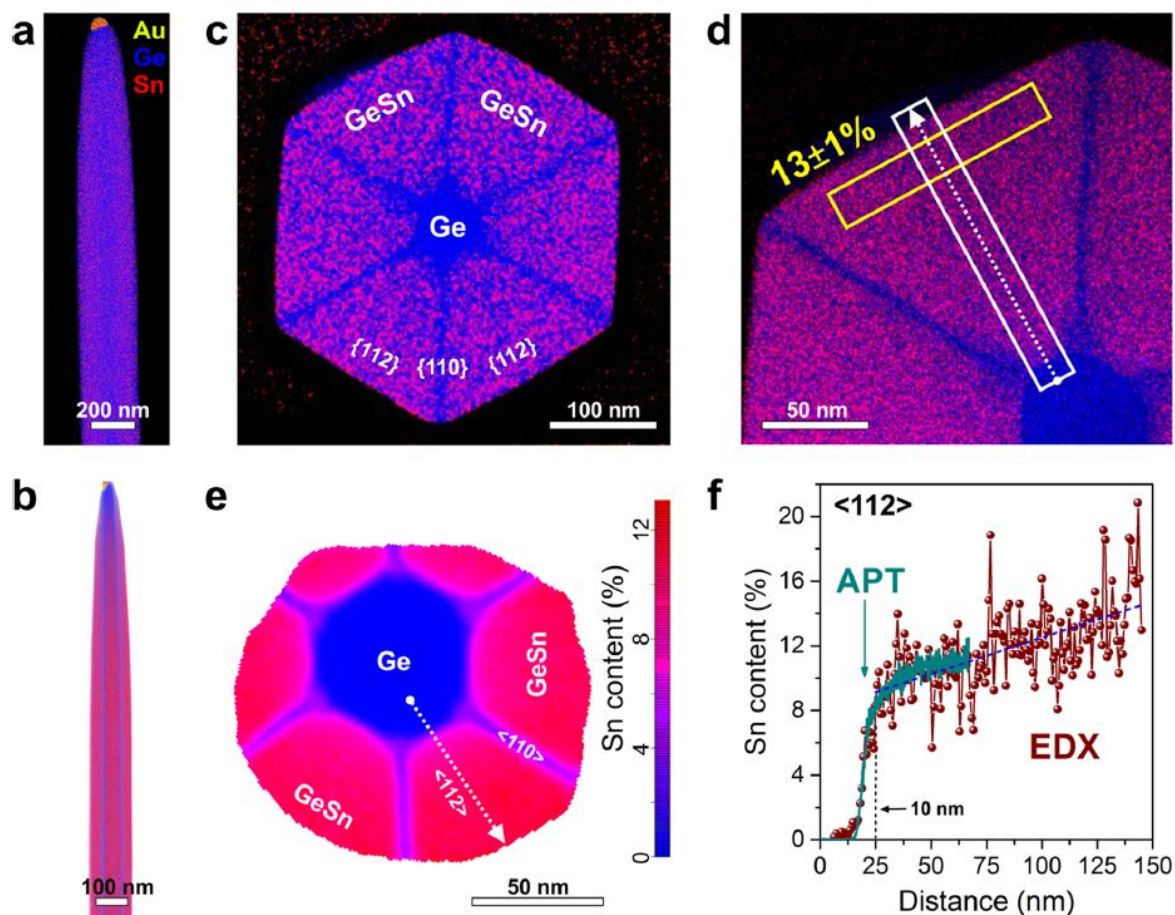 a
Au
Ge
Sn
200 nm
c
GeSn
GeSn
Ge
{112}
{110}
{112}
100 nm
d
13±1%
50 nm
b
100 nm
e
Ge
GeSn
GeSn
<110>
<112>
50 nm
12
8
4
0
Sn content (%)
f
<112>
APT
EDX
10 nm
20
16
12
8
4
0
Sn content (%)
0
25
50
75
100
125
150
Distance (nm)